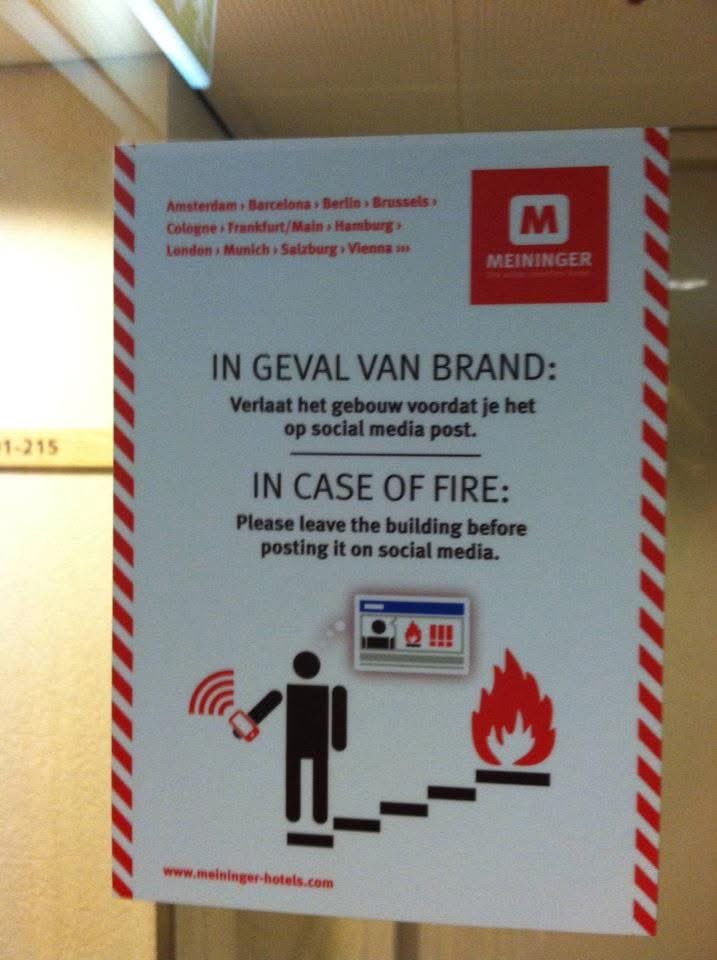 Amsterdam › Barcelona › Berlin › Brussels ›
Cologne › Frankfurt/Main › Hamburg ›
London › Munich › Salzburg › Vienna ›››
M
MEININGER
IN GEVAL VAN BRAND:
Verlaat het gebouw voordat je het
op social media post.
1-215
IN CASE OF FIRE:
Please leave the building before
posting it on social media.
!!!
www.meininger-hotels.com